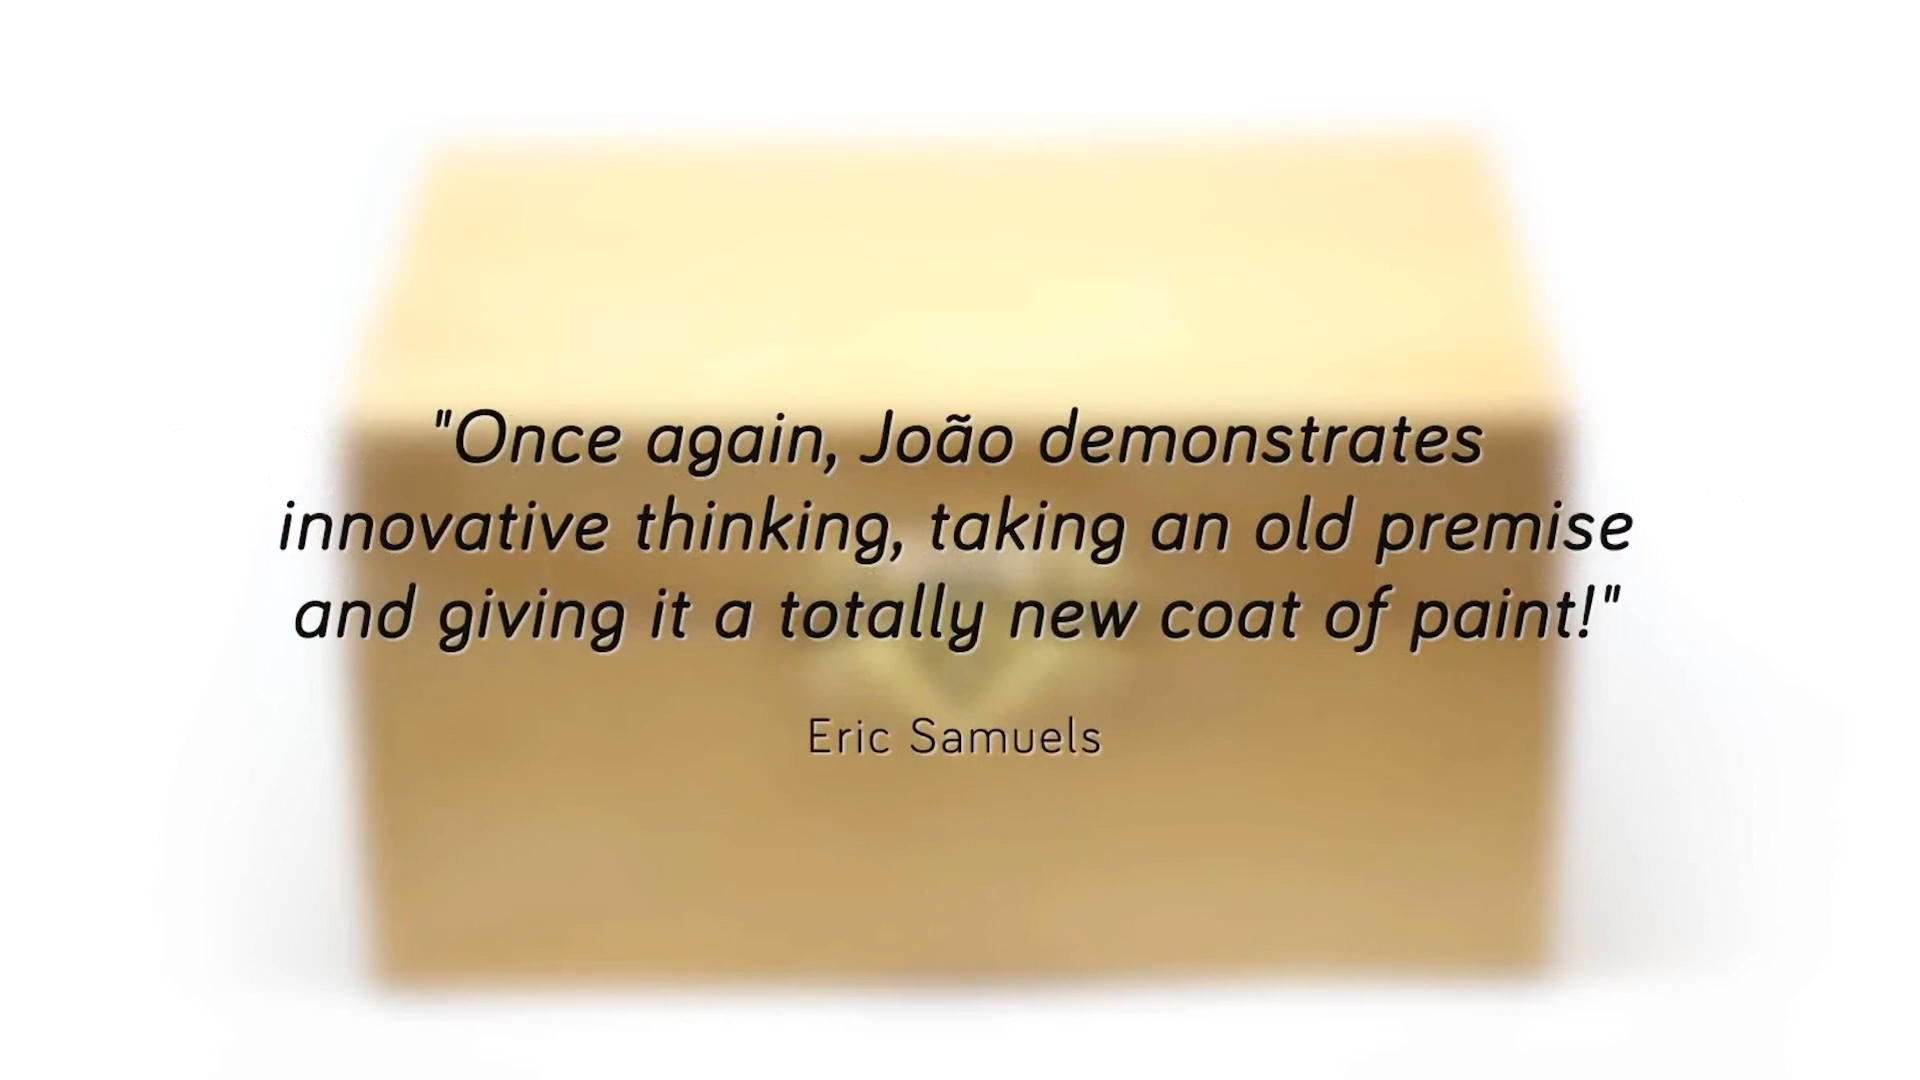 "Once again, João demonstrates
innovative thinking, taking an old premise
and giving it a totally new coat of paint!"
Eric Samuels